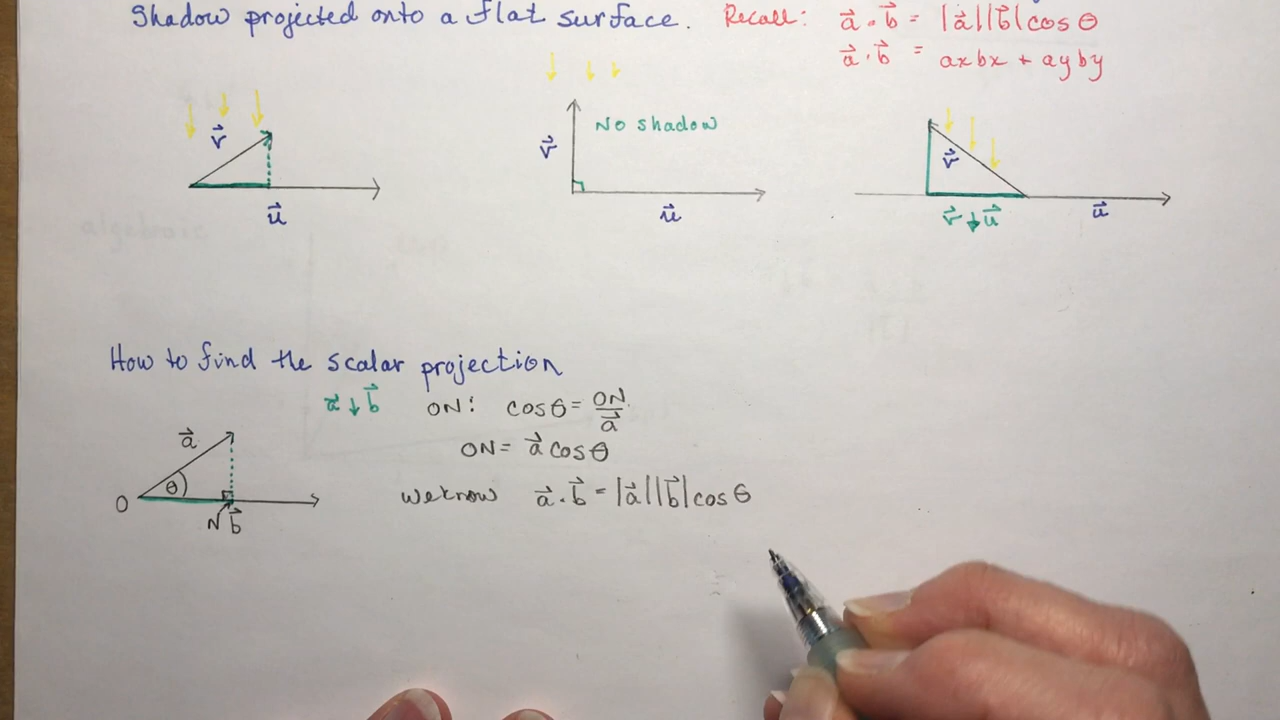 Shadow projected onto a flat surface. Recall: a⃗ · b⃗ = |a⃗||b⃗| cos θ
a⃗ · b⃗ = axbx + ayby
v⃗
u⃗
No shadow
v⃗
u⃗
v⃗
v⃗ ↓ u⃗
u⃗
algebraic
How to find the scalar projection
a⃗ ↓ b⃗ ON: cos θ = ON/a⃗
ON = a⃗ cos θ
we know a⃗ · b⃗ = |a⃗||b⃗| cos θ
a⃗
θ
O
N b⃗